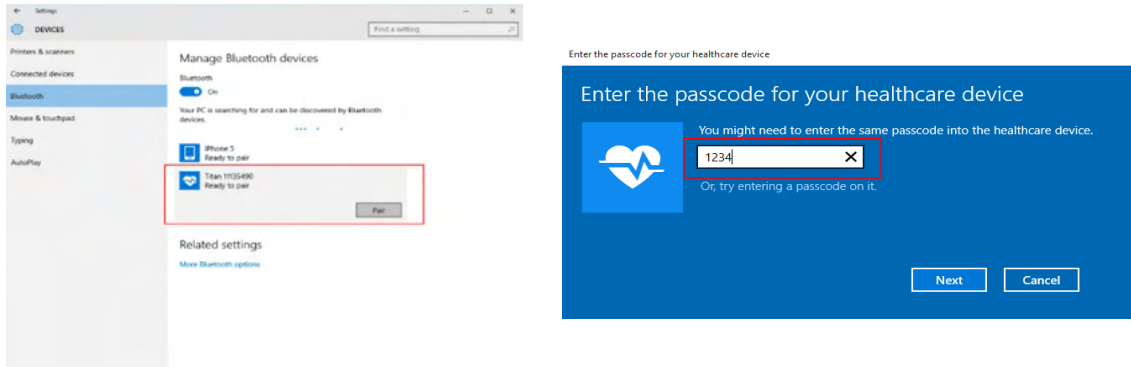 Settings
DEVICES
Find a setting
Printers & scanners
Connected devices
Bluetooth
Mouse & touchpad
Typing
AutoPlay
Manage Bluetooth devices
Bluetooth
On
Your PC is searching for and can be discovered by Bluetooth
devices.
iPhone 5
Ready to pair
Titan 11135490
Ready to pair
Pair
Related settings
More Bluetooth options
Enter the passcode for your healthcare device
Enter the passcode for your healthcare device
You might need to enter the same passcode into the healthcare device.
1234
Or, try entering a passcode on it.
Next
Cancel